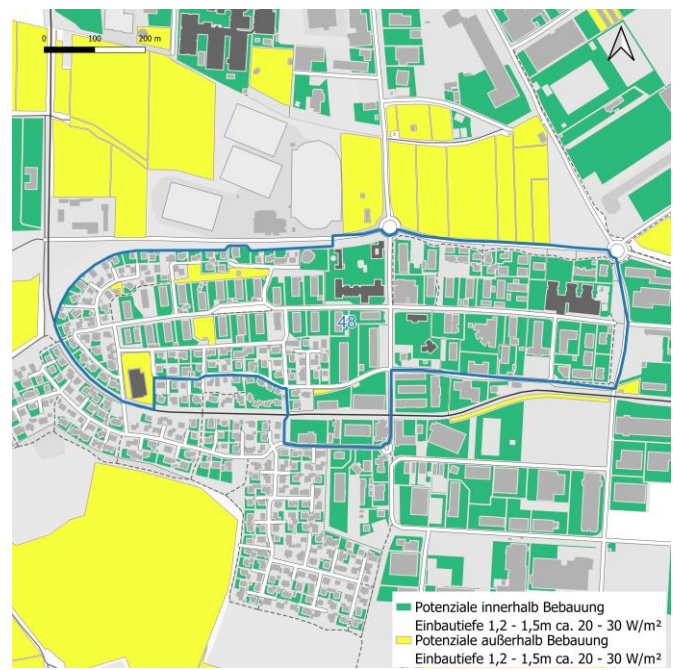 0 100 200 m
48
Potenziale innerhalb Bebauung
Einbautiefe 1,2 - 1,5m ca. 20 - 30 W/m²
Potenziale außerhalb Bebauung
Einbautiefe 1,2 - 1,5m ca. 20 - 30 W/m²